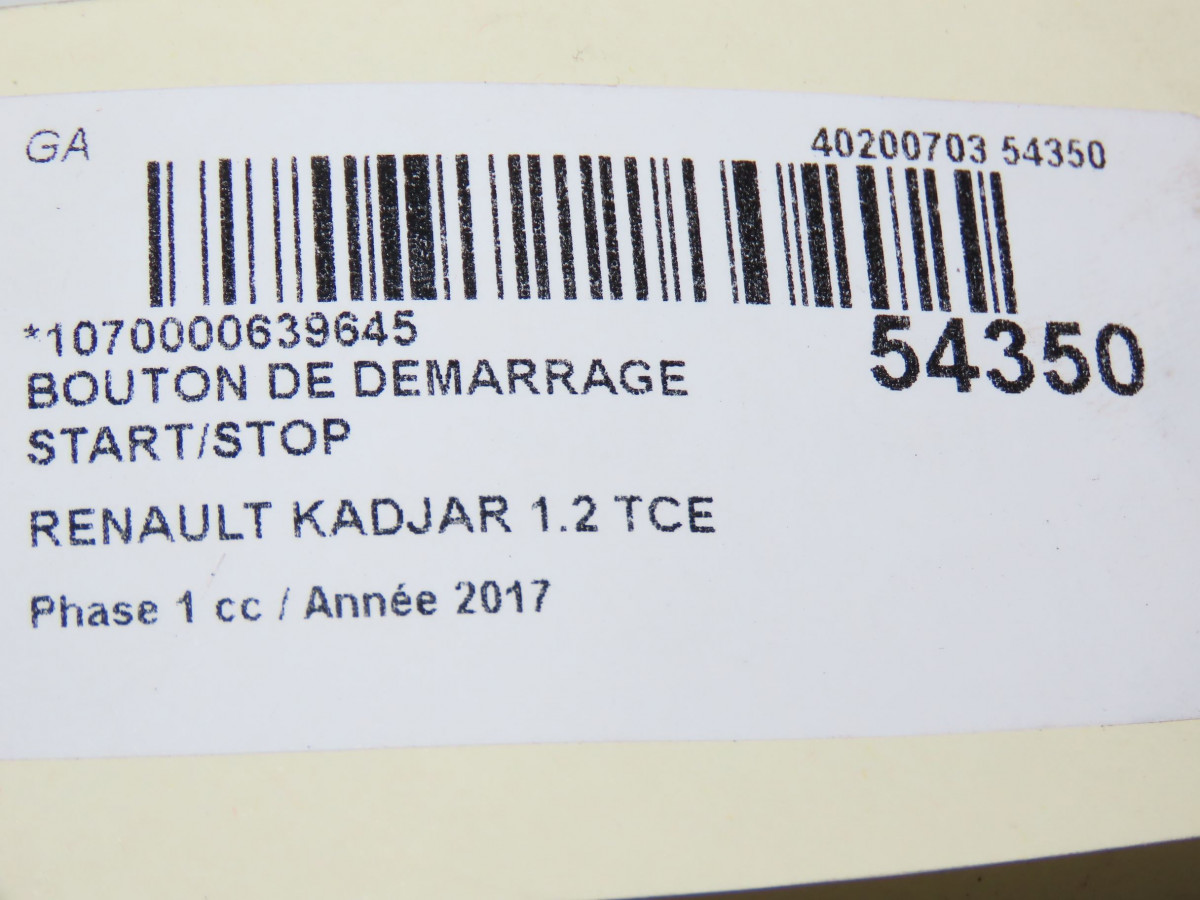 GA
40200703 54350
*1070000639645
54350
BOUTON DE DEMARRAGE
START/STOP
RENAULT KADJAR 1.2 TCE
Phase 1 cc / Année 2017